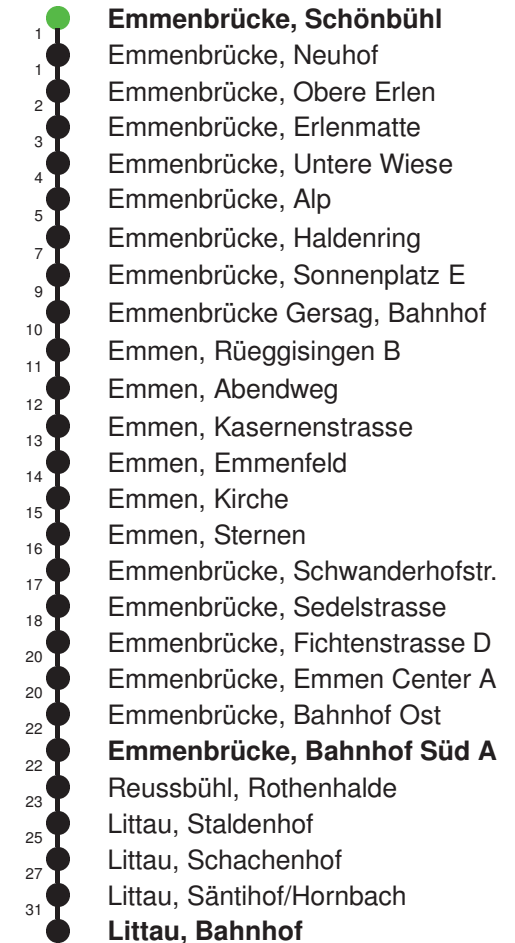 Emmenbrücke, Schönbühl
1
Emmenbrücke, Neuhof
1
Emmenbrücke, Obere Erlen
2
Emmenbrücke, Erlenmatte
3
Emmenbrücke, Untere Wiese
4
Emmenbrücke, Alp
5
Emmenbrücke, Haldenring
7
Emmenbrücke, Sonnenplatz E
9
Emmenbrücke Gersag, Bahnhof
10
Emmen, Rüeggisingen B
11
Emmen, Abendweg
12
Emmen, Kasernenstrasse
13
Emmen, Emmenfeld
14
Emmen, Kirche
15
Emmen, Sternen
16
Emmenbrücke, Schwanderhofstr.
17
Emmenbrücke, Sedelstrasse
18
Emmenbrücke, Fichtenstrasse D
20
Emmenbrücke, Emmen Center A
20
Emmenbrücke, Bahnhof Ost
22
Emmenbrücke, Bahnhof Süd A
22
Reussbühl, Rothenhalde
23
Littau, Staldenhof
25
Littau, Schachenhof
27
Littau, Säntihof/Hornbach
31
Littau, Bahnhof